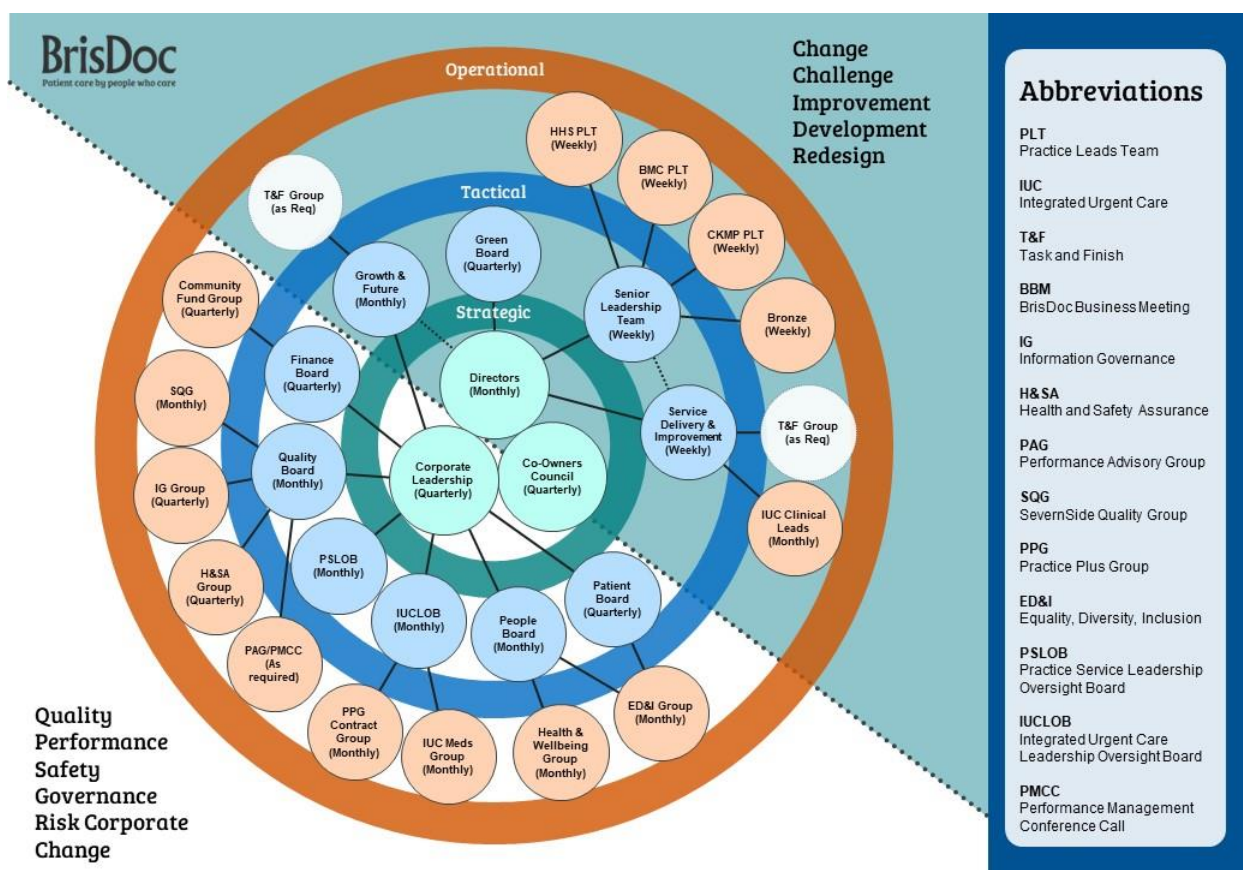 BrisDoc
Patient care by people who care
Operational
Change
Challenge
Improvement
Development
Redesign
HHS PLT
(Weekly)
BMC PLT
(Weekly)
CKMP PLT
(Weekly)
Bronze
(Weekly)
T&F Group
(as Req)
Tactical
Green
Board
(Quarterly)
Growth &
Future
(Monthly)
Senior
Leadership
Team
(Weekly)
Community
Fund Group
(Quarterly)
Strategic
Finance
Board
(Quarterly)
Directors
(Monthly)
SQG
(Monthly)
Service
Delivery &
Improvement
(Weekly)
T&F Group
(as Req)
Quality
Board
(Monthly)
Corporate
Leadership
(Quarterly)
Co-Owners
Council
(Quarterly)
IG Group
(Quarterly)
IUC Clinical
Leads
(Monthly)
PSLOB
(Monthly)
H&SA
Group
(Quarterly)
IUCLOB
(Monthly)
People
Board
(Monthly)
Patient
Board
(Quarterly)
PAG/PMCC
(As
required)
PPG
Contract
Group
(Monthly)
IUC Meds
Group
(Monthly)
Health &
Wellbeing
Group
(Monthly)
ED&I Group
(Monthly)
Quality
Performance
Safety
Governance
Risk Corporate
Change
Abbreviations
PLT
Practice Leads Team
IUC
Integrated Urgent Care
T&F
Task and Finish
BBM
BrisDoc Business Meeting
IG
Information Governance
H&SA
Health and Safety Assurance
PAG
Performance Advisory Group
SQG
SevernSide Quality Group
PPG
Practice Plus Group
ED&I
Equality, Diversity, Inclusion
PSLOB
Practice Service Leadership
Oversight Board
IUCLOB
Integrated Urgent Care
Leadership Oversight Board
PMCC
Performance Management
Conference Call